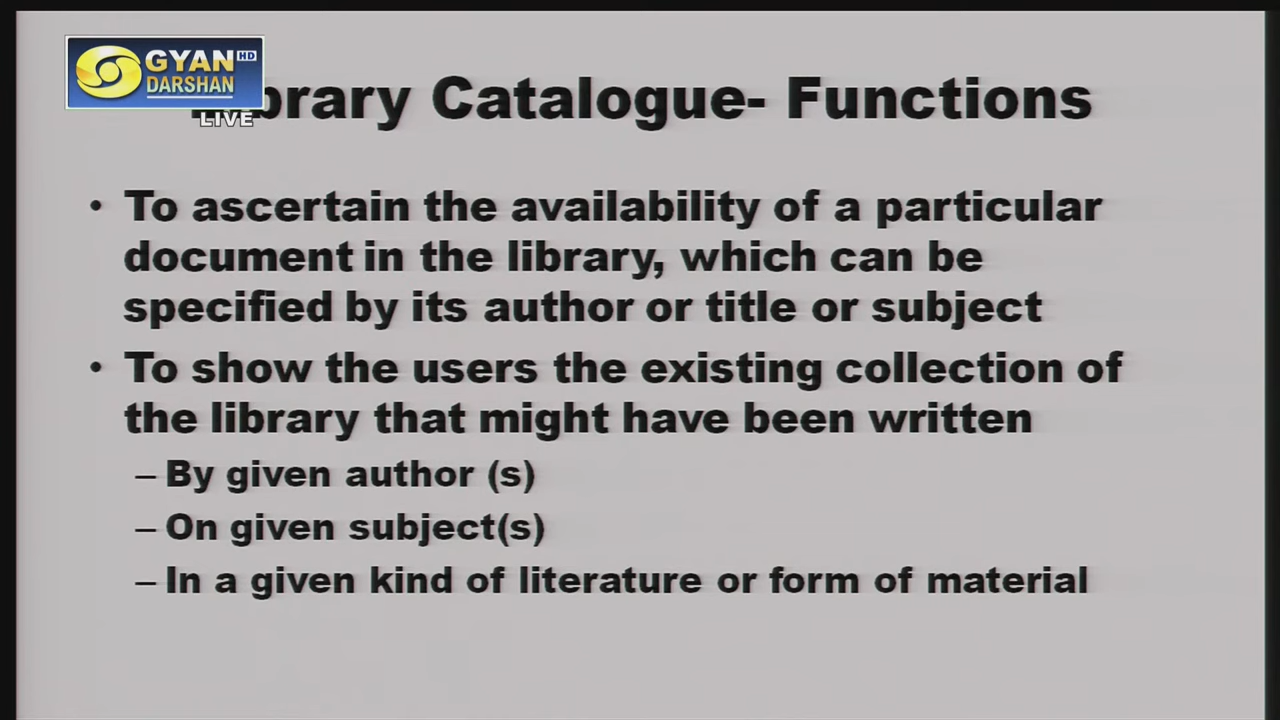 GYAN HD
DARSHAN
LIVE
Library Catalogue- Functions
• To ascertain the availability of a particular
document in the library, which can be
specified by its author or title or subject
• To show the users the existing collection of
the library that might have been written
– By given author (s)
– On given subject(s)
– In a given kind of literature or form of material